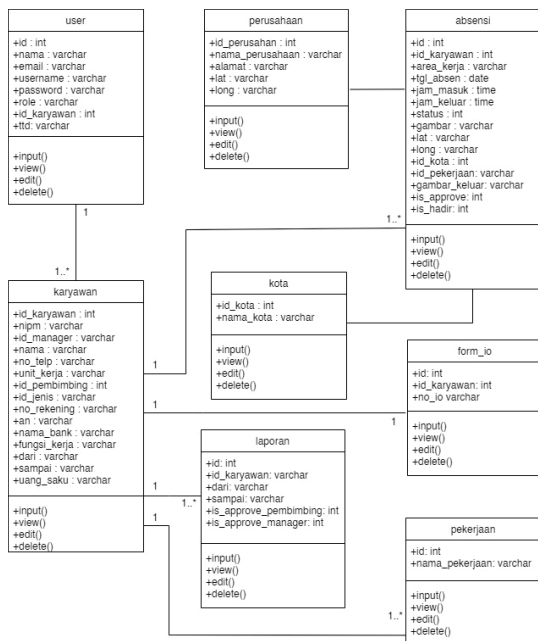 user
+id : int
+nama : varchar
+email : varchar
+username : varchar
+password : varchar
+role : varchar
+id_karyawan : int
+ttd: varchar
+input()
+view()
+edit()
+delete()
perusahaan
+id_perusahan : int
+nama_perusahaan : varchar
+alamat : varchar
+lat : varchar
+long : varchar
+input()
+view()
+edit()
+delete()
absensi
+id : int
+id_karyawan : int
+area_kerja : varchar
+tgl_absen : date
+jam_masuk : time
+jam_keluar : time
+status : int
+gambar : varchar
+lat : varchar
+long : varchar
+id_kota : int
+id_pekerjaan: varchar
+gambar_keluar: varchar
+is_approve : int
+is_hadir: int
+input()
+view()
+edit()
+delete()
1
1..*
1..*
karyawan
+id_karyawan : int
+nipm : varchar
+id_manager : varchar
+nama : varchar
+no_telp : varchar
+unit_kerja : varchar
+id_pembimbing : int
+id_jenis : varchar
+no_rekening : varchar
+an : varchar
+nama_bank : varchar
+fungsi_kerja : varchar
+dari : varchar
+sampai : varchar
+uang_saku : varchar
+input()
+view()
+edit()
+delete()
kota
+id_kota : int
+nama_kota : varchar
+input()
+view()
+edit()
+delete()
1
form_io
+id: int
+id_karyawan: int
+no_io varchar
+input()
+view()
+edit()
+delete()
1
1
laporan
+id: int
+id_karyawan: varchar
+dari: varchar
+sampai: varchar
+is_approve_pembimbing: int
+is_approve_manager: int
+input()
+view()
+edit()
+delete()
1
1..*
1
pekerjaan
+id: int
+nama_pekerjaan: varchar
+input()
+view()
+edit()
+delete()
1..*